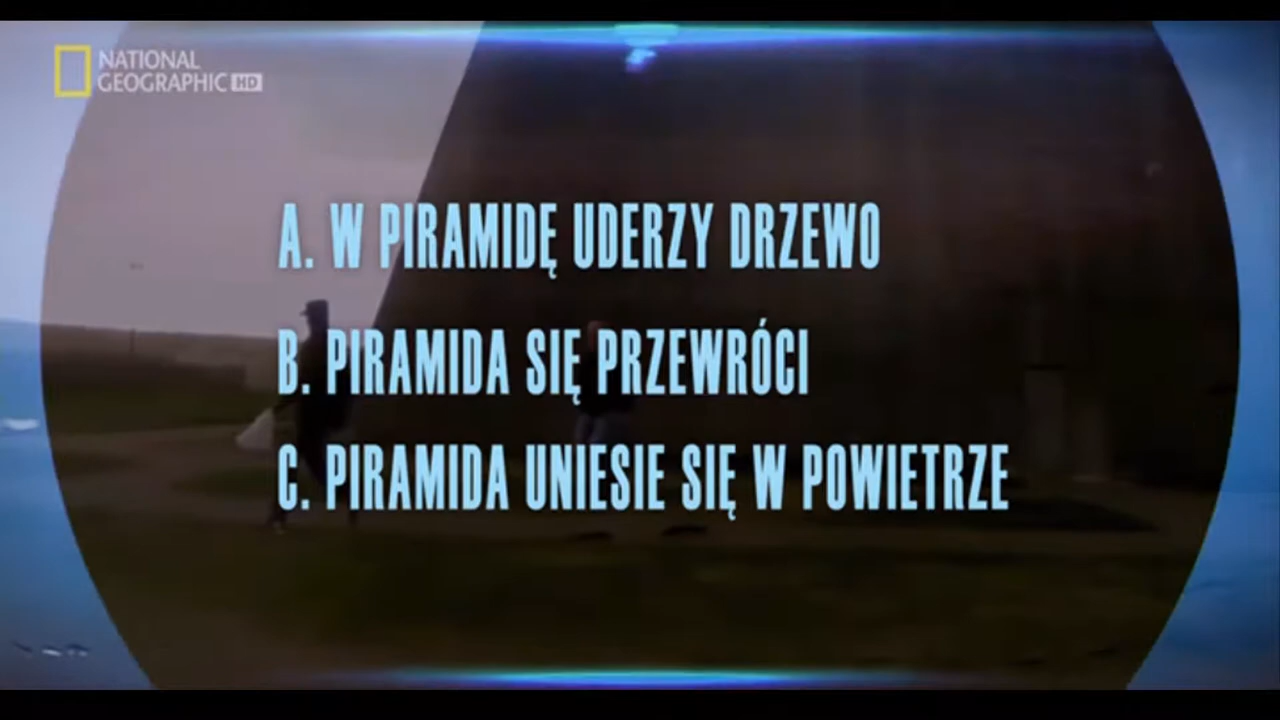 NATIONAL
GEOGRAPHIC HD
A. W PIRAMIDĘ UDERZY DRZEWO
B. PIRAMIDA SIĘ PRZEWRÓCI
C. PIRAMIDA UNIESIE SIĘ W POWIETRZE